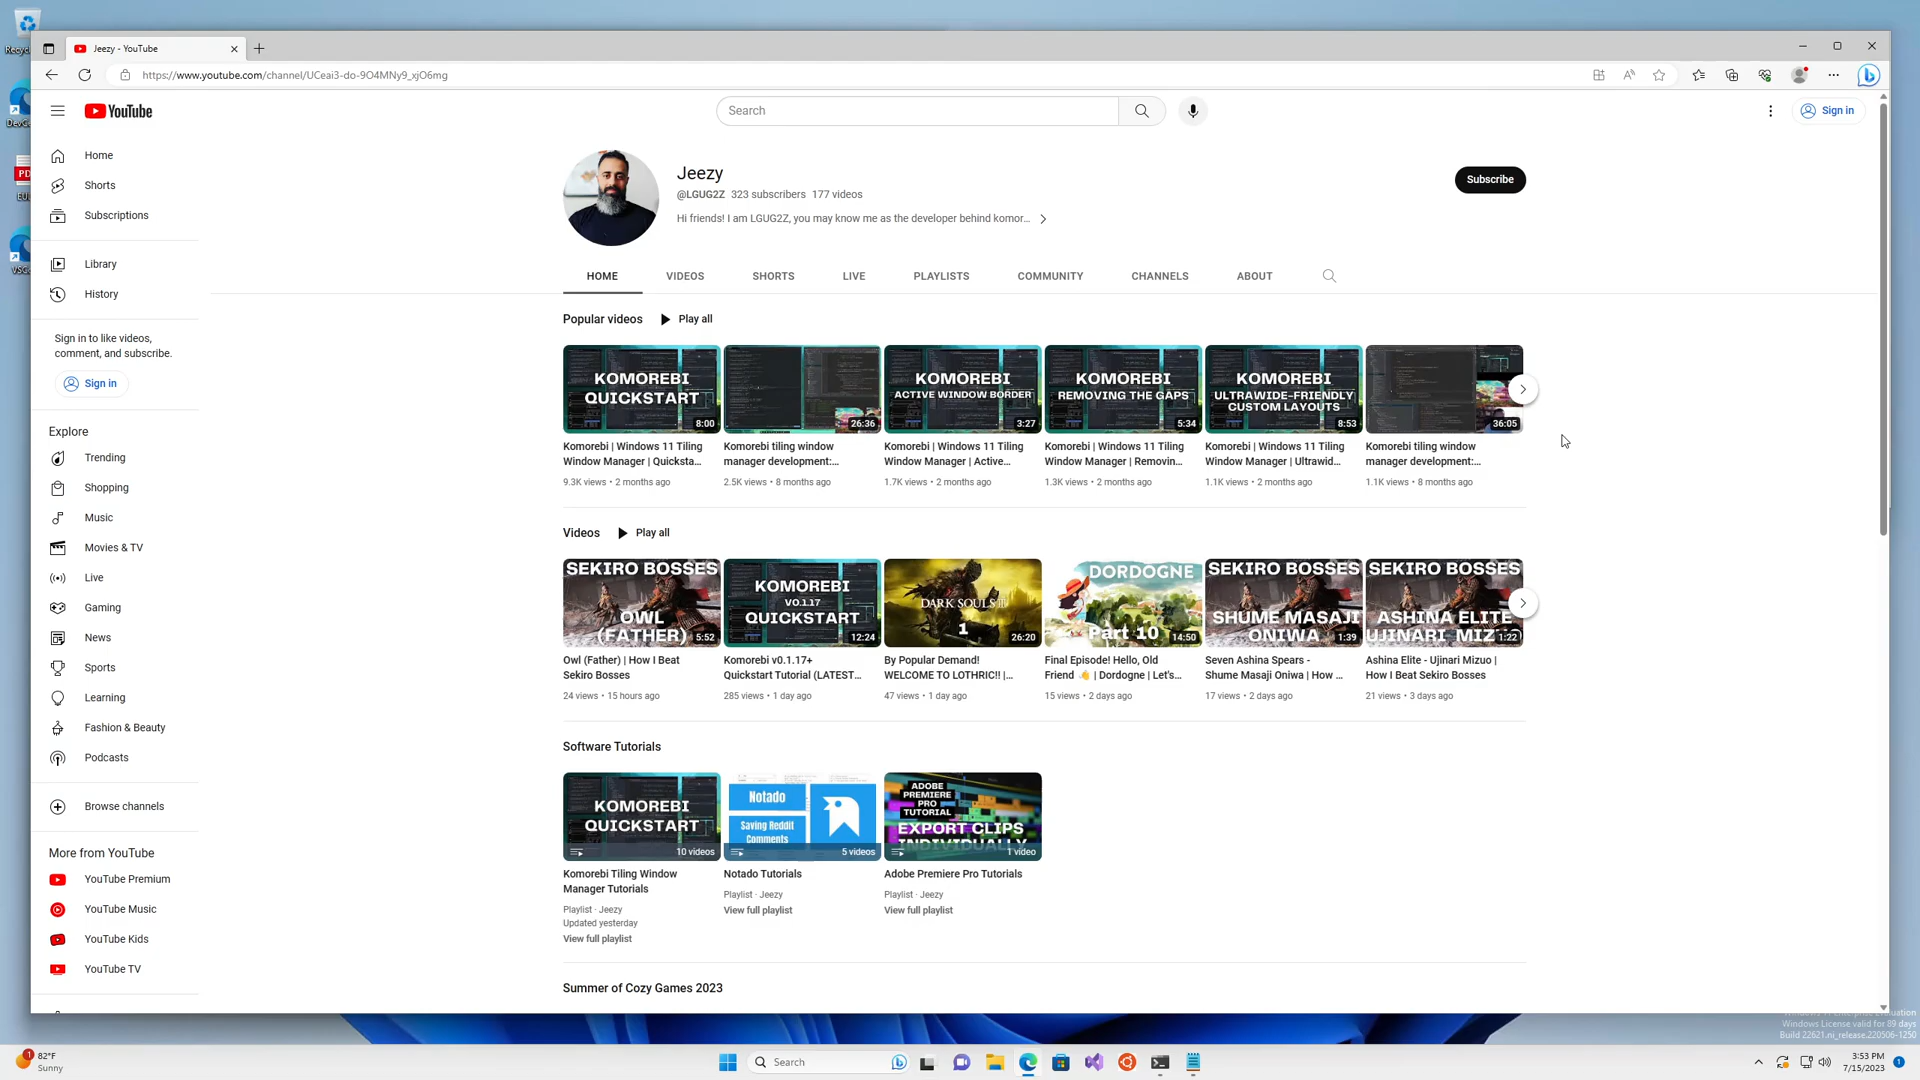 Jeezy - YouTube
https://www.youtube.com/channel/UCeai3-do-9O4MNy9_xjO6mg
YouTube
Search
Sign in
Home
Shorts
Subscriptions
Library
History
Sign in to like videos,
comment, and subscribe.
Sign in
Explore
Trending
Shopping
Music
Movies & TV
Live
Gaming
News
Sports
Learning
Fashion & Beauty
Podcasts
Browse channels
More from YouTube
YouTube Premium
YouTube Music
YouTube Kids
YouTube TV
Jeezy
@LGUG2Z 323 subscribers 177 videos
Hi friends! I am LGUG2Z, you may know me as the developer behind komor...
Subscribe
HOME VIDEOS SHORTS LIVE PLAYLISTS COMMUNITY CHANNELS ABOUT
Popular videos Play all
KOMOREBI
QUICKSTART
8:00
Komorebi | Windows 11 Tiling
Window Manager | Quicksta...
9.3K views • 2 months ago
26:36
Komorebi tiling window
manager development:...
2.5K views • 8 months ago
KOMOREBI
ACTIVE WINDOW BORDER
3:27
Komorebi | Windows 11 Tiling
Window Manager | Active...
1.7K views • 2 months ago
KOMOREBI
REMOVING THE GAPS
5:34
Komorebi | Windows 11 Tiling
Window Manager | Removin...
1.3K views • 2 months ago
KOMOREBI
ULTRAWIDE-FRIENDLY
CUSTOM LAYOUTS
8:53
Komorebi | Windows 11 Tiling
Window Manager | Ultrawid...
1.1K views • 2 months ago
36:05
Komorebi tiling window
manager development:...
1.1K views • 8 months ago
Videos Play all
SEKIRO BOSSES
OWL
(FATHER)
5:52
Owl (Father) | How I Beat
Sekiro Bosses
24 views • 15 hours ago
KOMOREBI
V0.1.17
QUICKSTART
12:24
Komorebi v0.1.17+
Quickstart Tutorial (LATEST...
285 views • 1 day ago
DARK SOULS III
1
26:20
By Popular Demand!
WELCOME TO LOTHRIC!! |...
47 views • 1 day ago
DORDOGNE
Part 10
14:50
Final Episode! Hello, Old
Friend 👋 | Dordogne | Let's...
15 views • 2 days ago
SEKIRO BOSSES
SHUME MASAJI
ONIWA
1:39
Seven Ashina Spears -
Shume Masaji Oniwa | How ...
17 views • 2 days ago
SEKIRO BOSSES
ASHINA ELITE
UJINARI MIZ
1:22
Ashina Elite - Ujinari Mizuo |
How I Beat Sekiro Bosses
21 views • 3 days ago
Software Tutorials
KOMOREBI
QUICKSTART
10 videos
Komorebi Tiling Window
Manager Tutorials
Playlist · Jeezy
Updated yesterday
View full playlist
Notado
Saving Reddit
Comments
5 videos
Notado Tutorials
Playlist · Jeezy
View full playlist
ADOBE
PREMIERE
PRO
TUTORIAL
EXPORT CLIPS
INDIVIDUALLY
1 video
Adobe Premiere Pro Tutorials
Playlist · Jeezy
View full playlist
Summer of Cozy Games 2023
Windows License valid for 89 days
Build 22621.ni_release.220506-1250
1
82°F
Sunny
Search
3:53 PM
7/15/2023
1